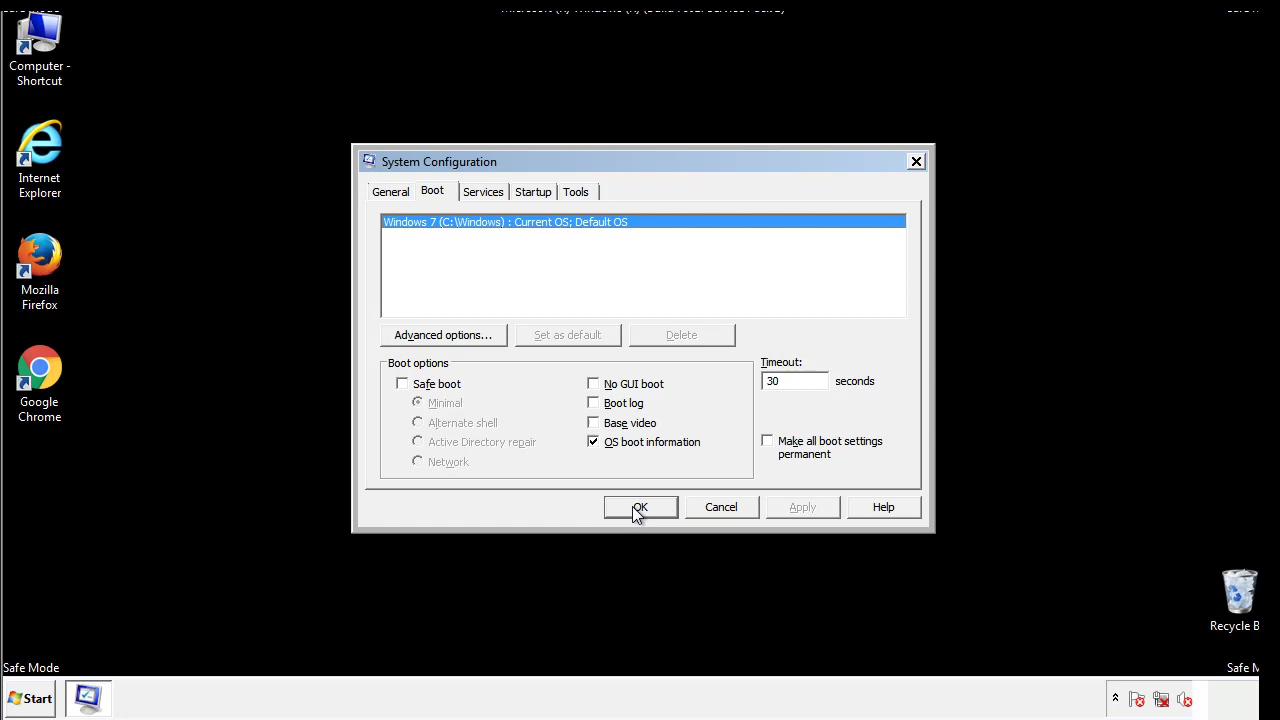 Computer -
Shortcut
Internet
Explorer
Mozilla
Firefox
Google
Chrome
System Configuration
General
Boot
Services
Startup
Tools
Windows 7 (C:\Windows) : Current OS; Default OS
Advanced options...
Set as default
Delete
Boot options
Safe boot
Minimal
Alternate shell
Active Directory repair
Network
No GUI boot
Boot log
Base video
OS boot information
Timeout:
30 seconds
Make all boot settings
permanent
OK
Cancel
Apply
Help
Recycle B
Safe Mode
Safe M
Start